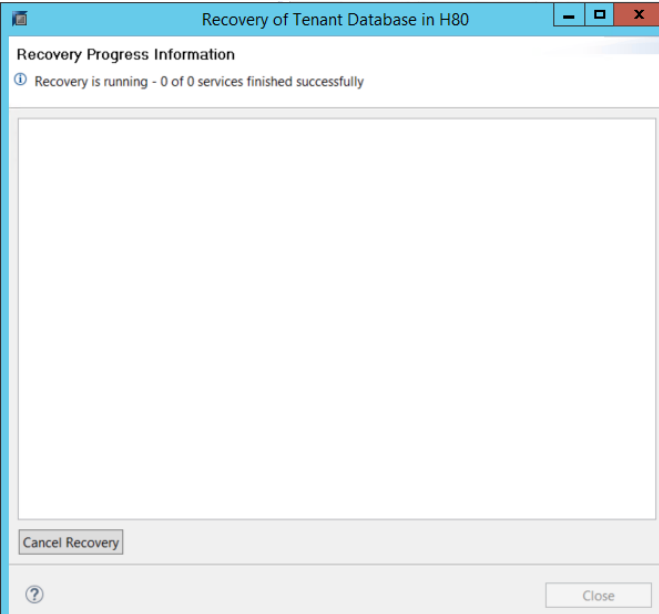 Recovery of Tenant Database in H80
Recovery Progress Information
Recovery is running - 0 of 0 services finished successfully
Cancel Recovery
Close